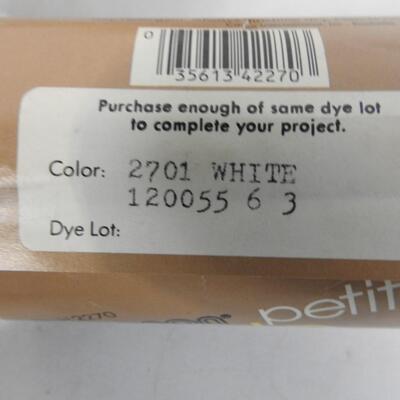 0
35613 42270
Purchase enough of same dye lot
to complete your project.
Color: 2701 WHITE
120055 6 3
Dye Lot:
petit